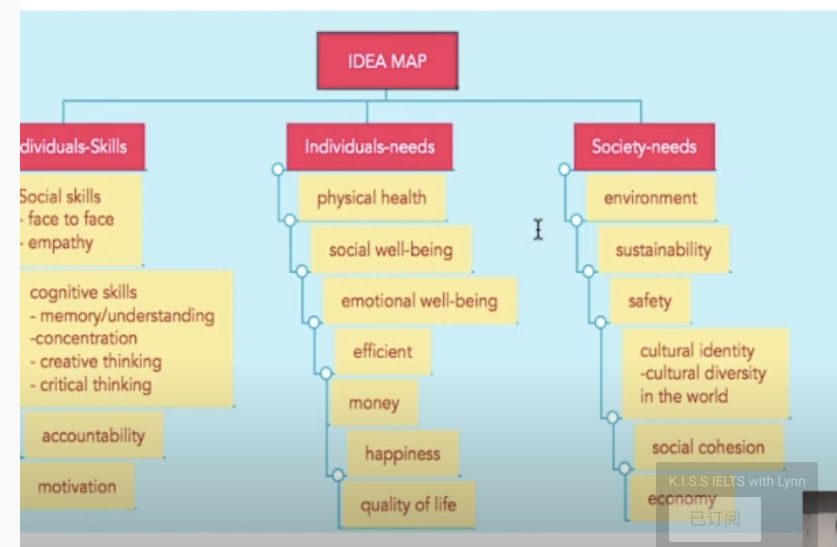 IDEA MAP
dividuals-Skills
Social skills
- face to face
- empathy
cognitive skills
- memory/understanding
-concentration
- creative thinking
- critical thinking
accountability
motivation
Individuals-needs
physical health
social well-being
emotional well-being
efficient
money
happiness
quality of life
Society-needs
environment
sustainability
safety
cultural identity
-cultural diversity
in the world
social cohesion
economy
K.I.S.S IELTS with Lynn
已订阅